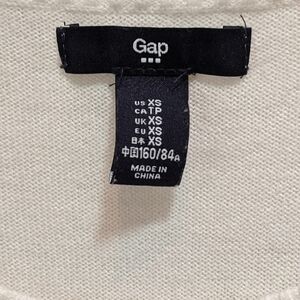 Gap
US XS
CA TP
UK XS
EU XS
日本 XS
中国160/84A
MADE IN
CHINA